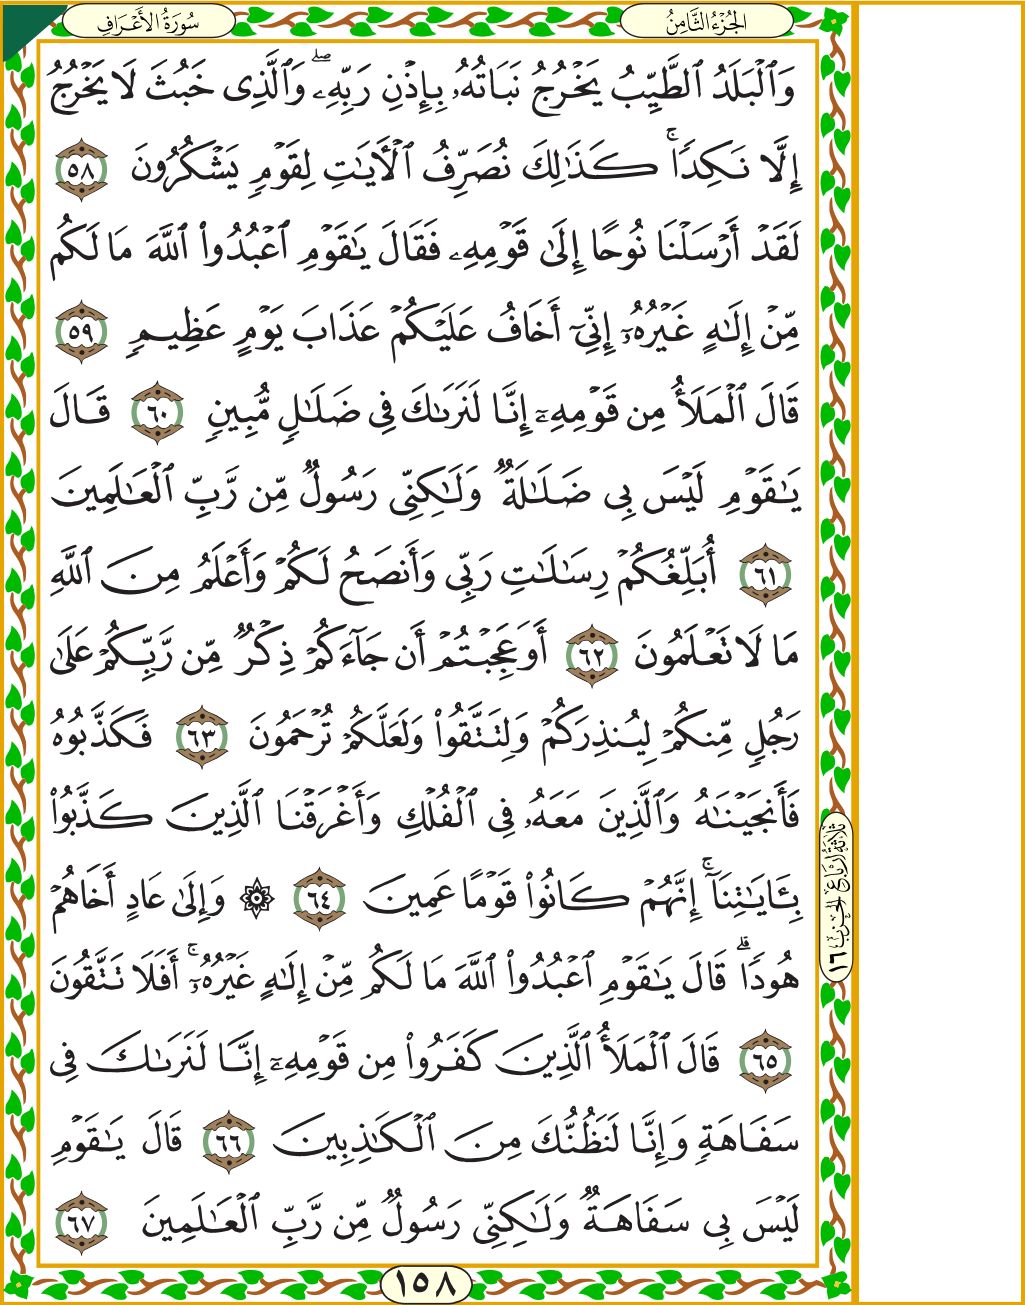 الجُزْءُ الثَّامِنُ
سُورَةُ الأَعْرَافِ
وَٱلْبَلَدُ ٱلطَّيِّبُ يَخْرُجُ نَبَاتُهُۥ بِإِذْنِ رَبِّهِۦۖ وَٱلَّذِى خَبُثَ لَا يَخْرُجُ
إِلَّا نَكِدًاۚ كَذَٰلِكَ نُصَرِّفُ ٱلْأَيَٰتِ لِقَوْمٍ يَشْكُرُونَ ٥٨
لَقَدْ أَرْسَلْنَا نُوحًا إِلَىٰ قَوْمِهِۦ فَقَالَ يَٰقَوْمِ ٱعْبُدُوا۟ ٱللَّهَ مَا لَكُم
مِّنْ إِلَٰهٍ غَيْرُهُۥٓ إِنِّىٓ أَخَافُ عَلَيْكُمْ عَذَابَ يَوْمٍ عَظِيمٍ ٥٩
قَالَ ٱلْمَلَأُ مِن قَوْمِهِۦٓ إِنَّا لَنَرَىٰكَ فِى ضَلَٰلٍ مُّبِينٍ ٦٠ قَالَ
يَٰقَوْمِ لَيْسَ بِى ضَلَٰلَةٌ وَلَٰكِنِّى رَسُولٌ مِّن رَّبِّ ٱلْعَٰلَمِينَ
٦١ أُبَلِّغُكُمْ رِسَٰلَٰتِ رَبِّى وَأَنصَحُ لَكُمْ وَأَعْلَمُ مِنَ ٱللَّهِ
مَا لَا تَعْلَمُونَ ٦٢ أَوَعَجِبْتُمْ أَن جَآءَكُمْ ذِكْرٌ مِّن رَّبِّكُمْ عَلَىٰ
رَجُلٍ مِّنكُمْ لِيُنذِرَكُمْ وَلِتَتَّقُوا۟ وَلَعَلَّكُمْ تُرْحَمُونَ ٦٣ فَكَذَّبُوهُ
فَأَنجَيْنَٰهُ وَٱلَّذِينَ مَعَهُۥ فِى ٱلْفُلْكِ وَأَغْرَقْنَا ٱلَّذِينَ كَذَّبُوا۟
بِـَٔايَٰتِنَآۚ إِنَّهُمْ كَانُوا۟ قَوْمًا عَمِينَ ٦٤ ۞ وَإِلَىٰ عَادٍ أَخَاهُمْ
هُودًاۗ قَالَ يَٰقَوْمِ ٱعْبُدُوا۟ ٱللَّهَ مَا لَكُم مِّنْ إِلَٰهٍ غَيْرُهُۥٓۚ أَفَلَا تَتَّقُونَ
٦٥ قَالَ ٱلْمَلَأُ ٱلَّذِينَ كَفَرُوا۟ مِن قَوْمِهِۦٓ إِنَّا لَنَرَىٰكَ فِى
سَفَاهَةٍ وَإِنَّا لَنَظُنُّكَ مِنَ ٱلْكَٰذِبِينَ ٦٦ قَالَ يَٰقَوْمِ
لَيْسَ بِى سَفَاهَةٌ وَلَٰكِنِّى رَسُولٌ مِّن رَّبِّ ٱلْعَٰلَمِينَ ٦٧
ثَلَاثَةُ أَرْبَاعِ الحِزْبِ ١٦
١٥٨